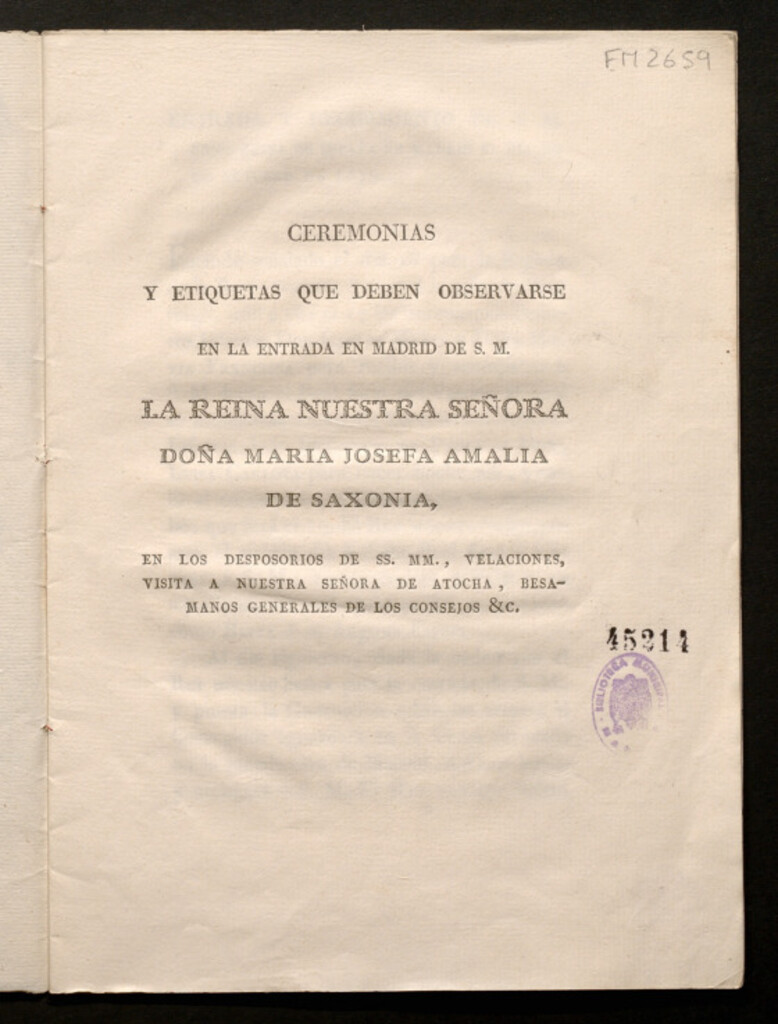 FM 2659
CEREMONIAS
Y ETIQUETAS QUE DEBEN OBSERVARSE
EN LA ENTRADA EN MADRID DE S. M.
LA REINA NUESTRA SEÑORA
DOÑA MARIA JOSEFA AMALIA
DE SAXONIA,
EN LOS DESPOSORIOS DE SS. MM., VELACIONES,
VISITA A NUESTRA SEÑORA DE ATOCHA, BESA-
MANOS GENERALES DE LOS CONSEJOS &C.
45214
BIBLIOTECA MUNICIPAL